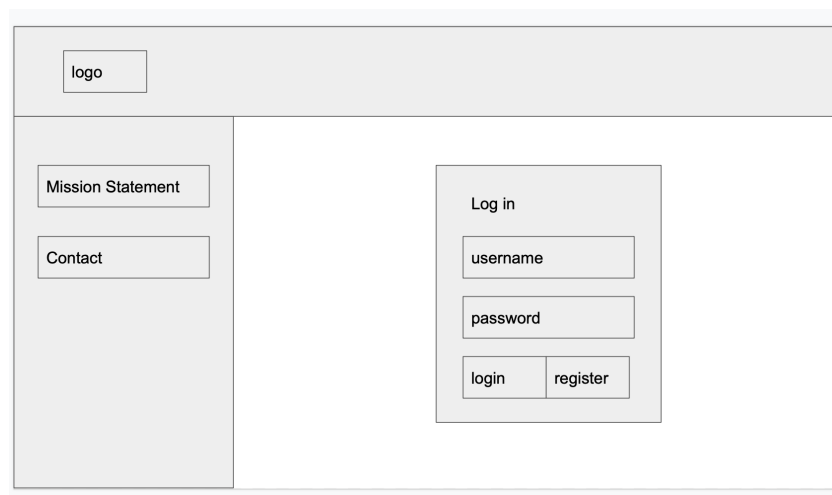 logo
Mission Statement
Contact
Log in
username
password
login register